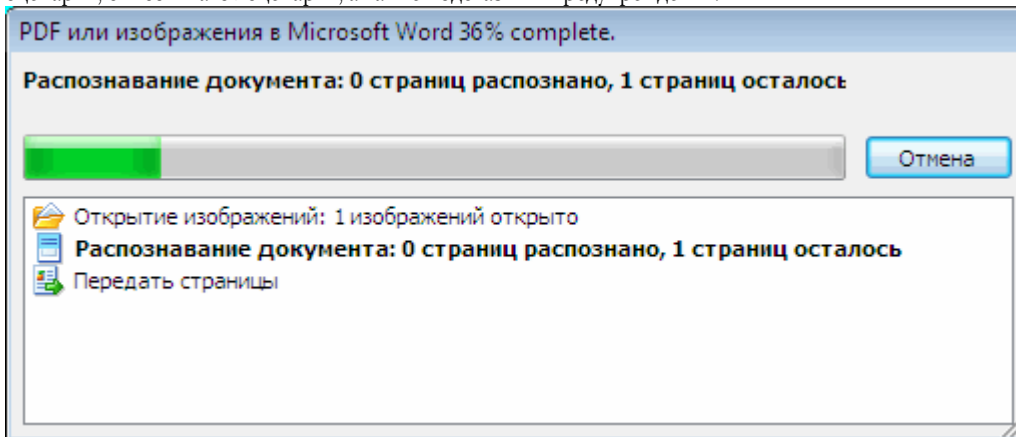 PDF или изображения в Microsoft Word 36% complete.
Распознавание документа: 0 страниц распознано, 1 страниц осталось
Отмена
Открытие изображений: 1 изображений открыто
Распознавание документа: 0 страниц распознано, 1 страниц осталось
Передать страницы